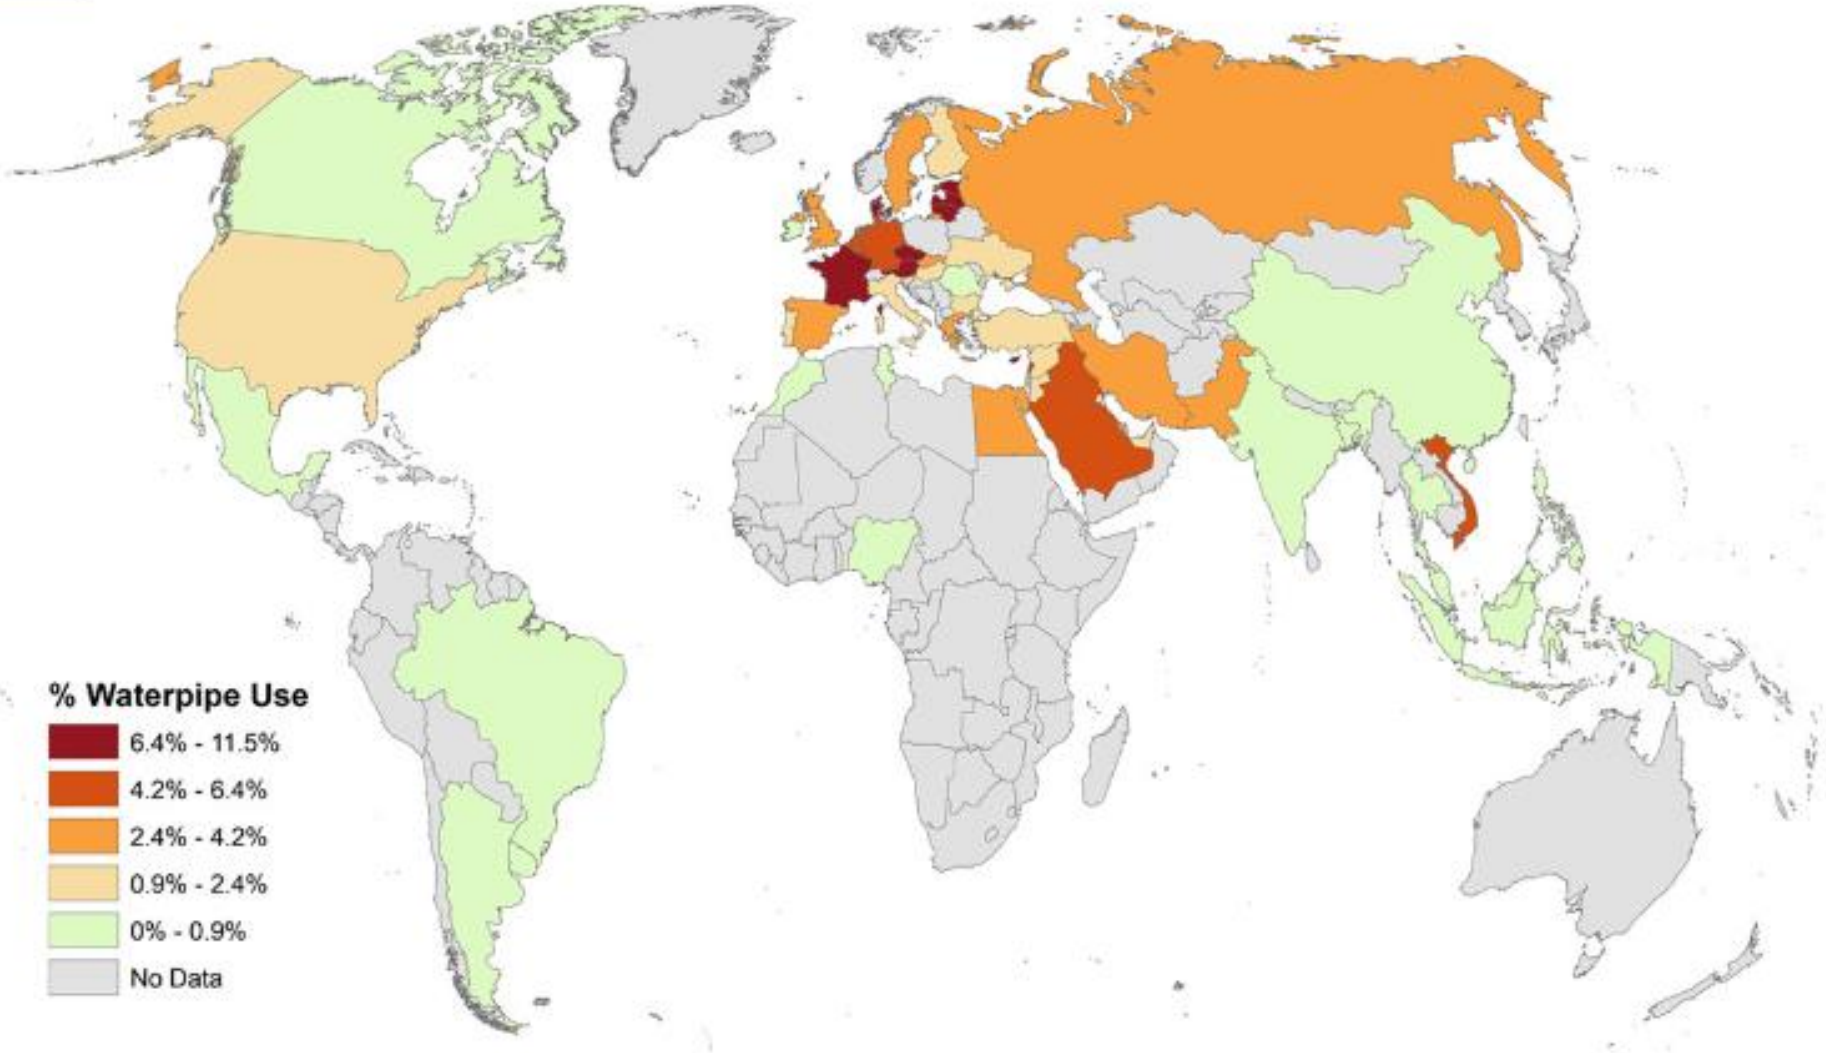 % Waterpipe Use
6.4% - 11.5%
4.2% - 6.4%
2.4% - 4.2%
0.9% - 2.4%
0% - 0.9%
No Data